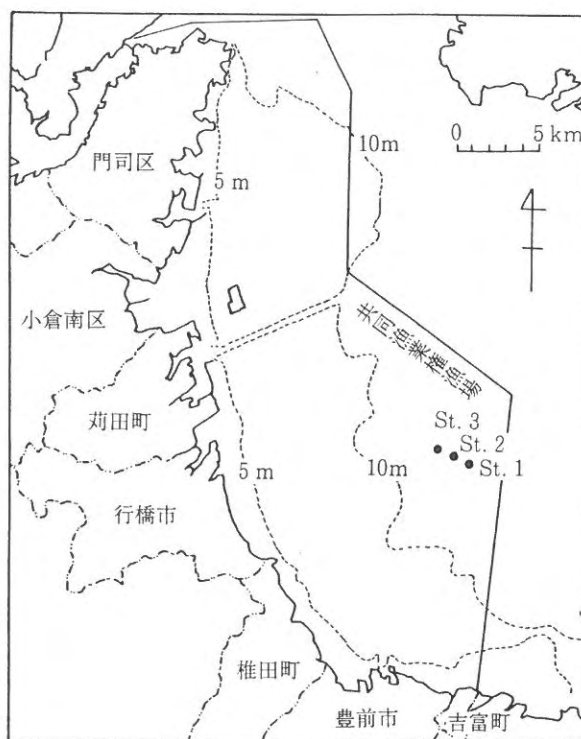 門司区
10m
0 5 km
5 m
小倉南区
共同漁業権漁場
苅田町
St. 3
St. 2
St. 1
5 m
10m
行橋市
椎田町
豊前市
吉富町